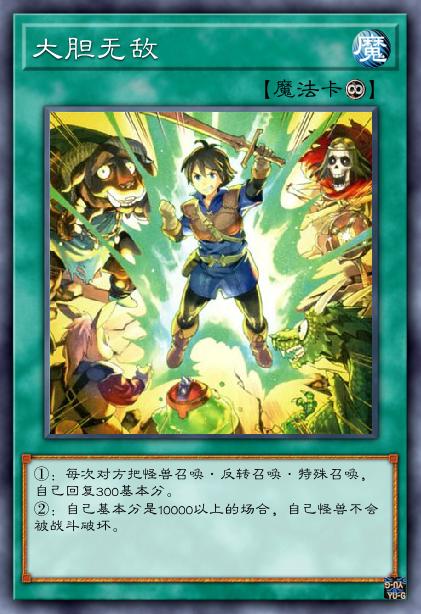 大胆无敌
魔
【魔法卡】
①：每次对方把怪兽召唤·反转召唤·特殊召唤，
自己回复300基本分。
②：自己基本分是10000以上的场合，自己怪兽不会
被战斗破坏。